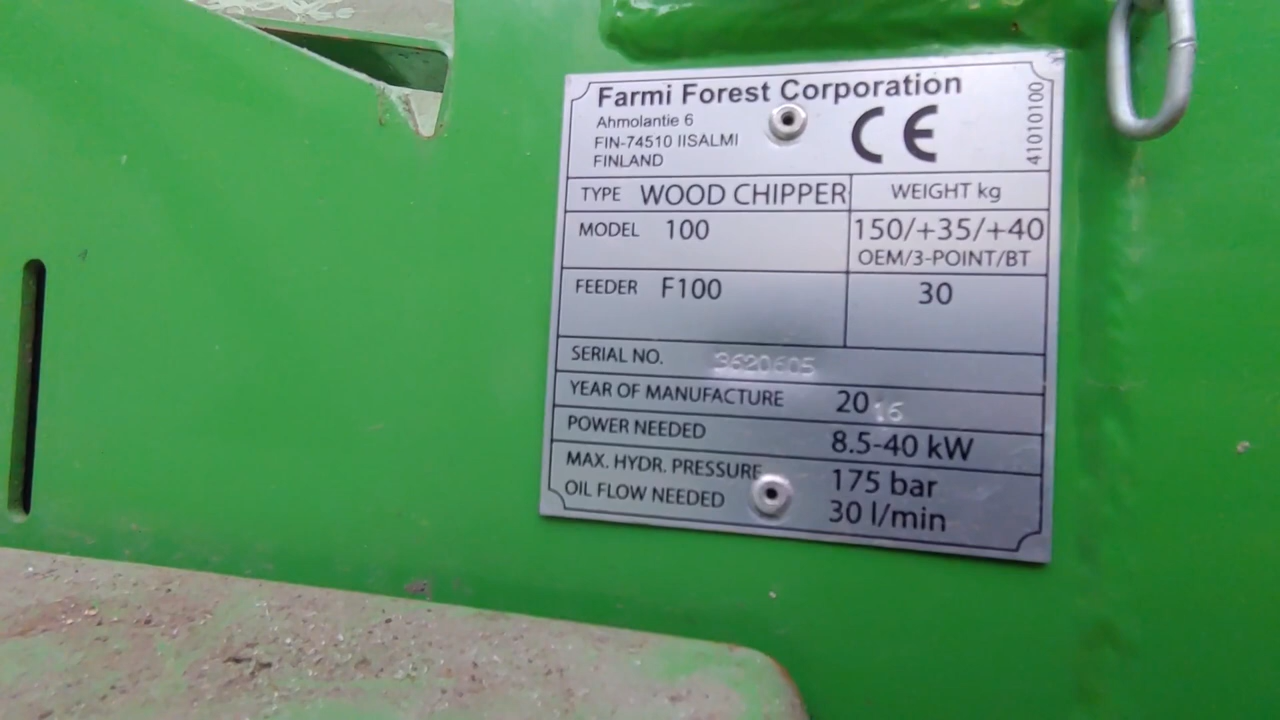 Farmi Forest Corporation
Ahmolantie 6
FIN-74510 IISALMI
FINLAND
CE
41010100
TYPE WOOD CHIPPER WEIGHT kg
MODEL 100 150/+35/+40
OEM/3-POINT/BT
FEEDER F100 30
SERIAL NO. 3620605
YEAR OF MANUFACTURE 2016
POWER NEEDED 8.5-40 kW
MAX. HYDR. PRESSURE 175 bar
OIL FLOW NEEDED 30 l/min